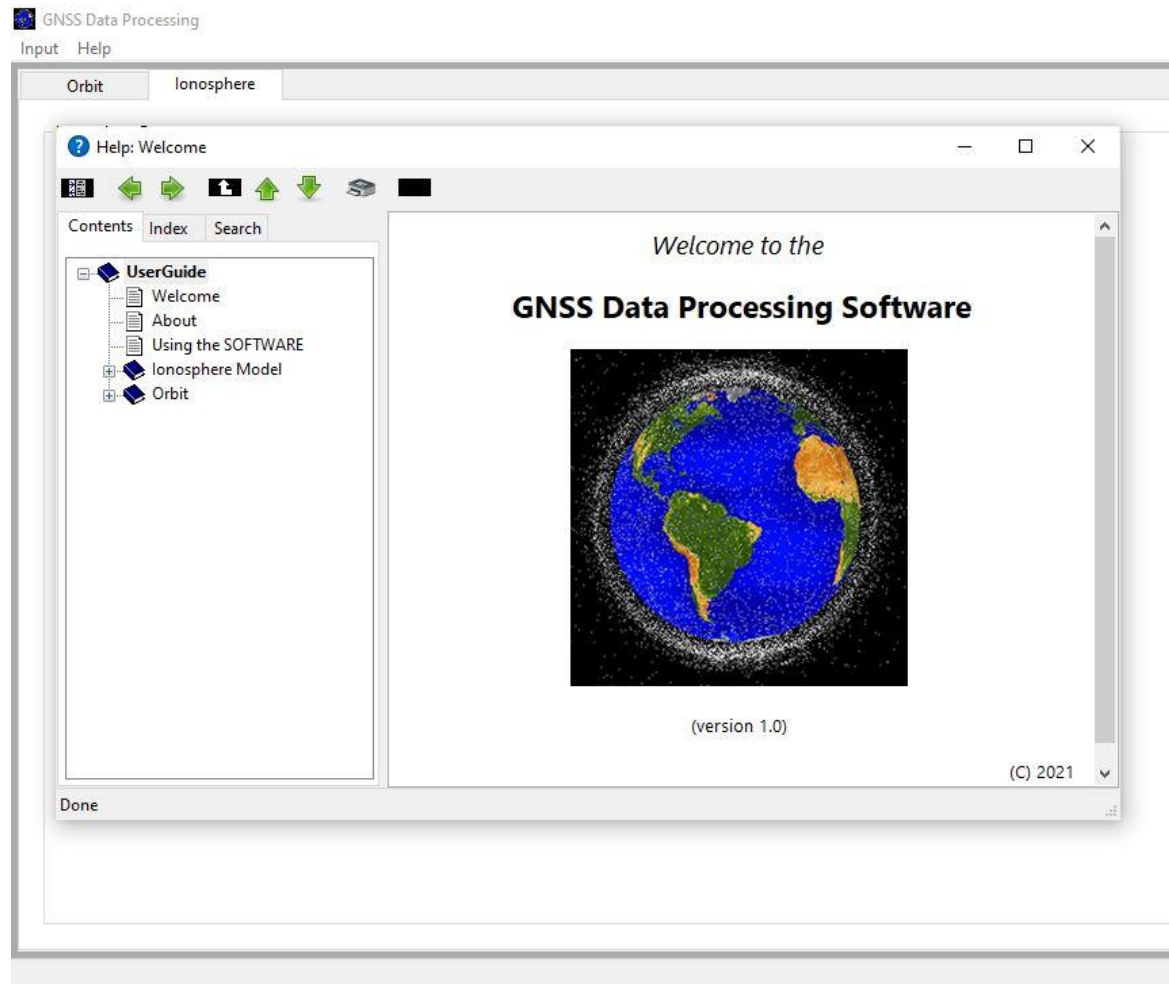 GNSS Data Processing
Input Help
Orbit Ionosphere
Help: Welcome
Contents Index Search
UserGuide
Welcome
About
Using the SOFTWARE
Ionosphere Model
Orbit
Welcome to the
GNSS Data Processing Software
(version 1.0)
(C) 2021
Done